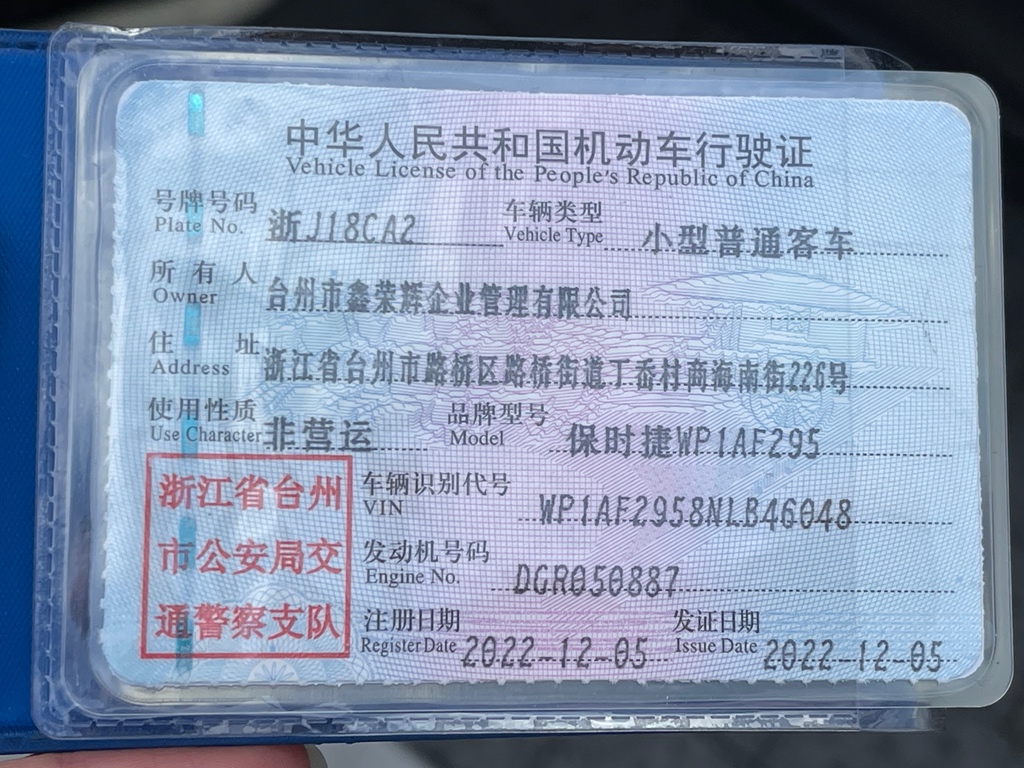 中华人民共和国机动车行驶证
Vehicle License of the People's Republic of China
号牌号码 浙J18CA2 车辆类型 小型普通客车
Plate No. Vehicle Type
所有人 台州市鑫荣辉企业管理有限公司
Owner
住址 浙江省台州市路桥区路桥街道丁岙村商海南街226号
Address
使用性质 非营运 品牌型号 保时捷WP1AF295
Use Character Model
浙江省台州
市公安局交
通警察支队
车辆识别代号 WP1AF2958NLB46048
VIN
发动机号码 DGR050887
Engine No.
注册日期 2022-12-05 发证日期 2022-12-05
Register Date Issue Date